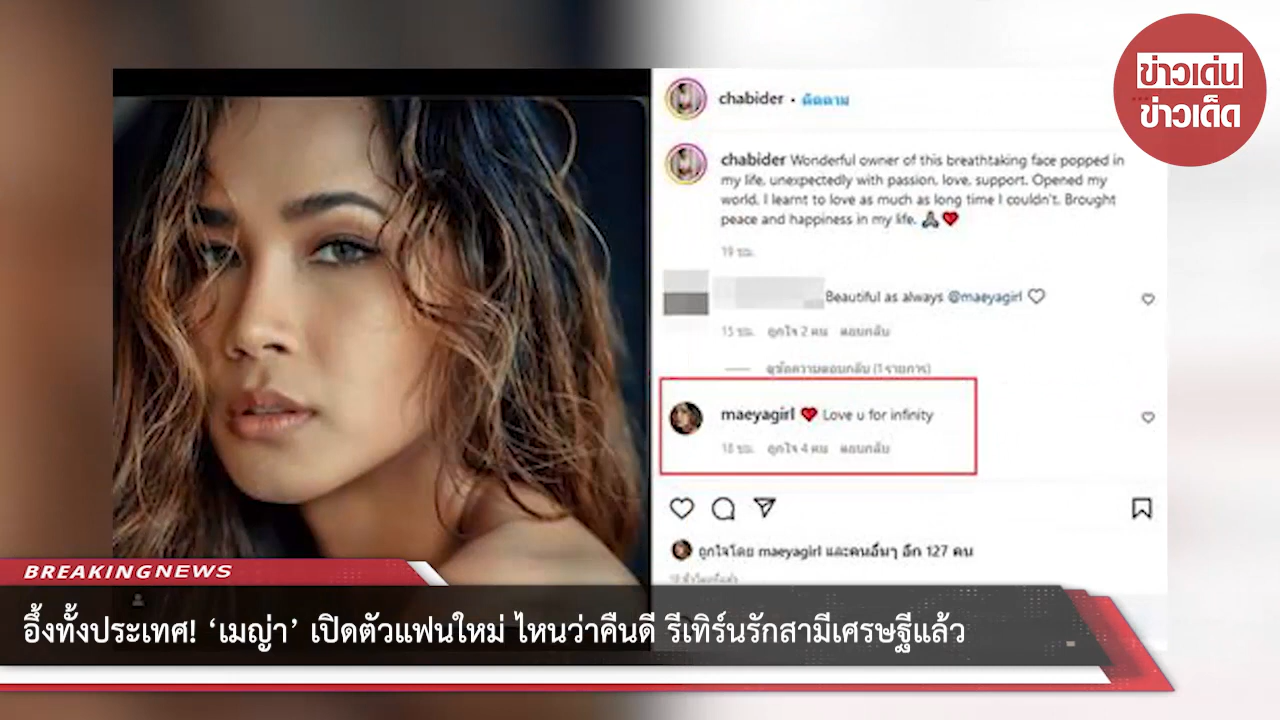 ข่าวเด่น
ข่าวเด็ด
chabider • ติดตาม
chabider Wonderful owner of this breathtaking face popped in
my life, unexpectedly with passion, love, support. Opened my
world, I learnt to love as much as long time I couldn't. Brought
peace and happiness in my life. 🙏❤️
19 ชม.
Beautiful as always @maeyagirl ♡
15 ชม. ถูกใจ 2 คน ตอบกลับ
ดูข้อความตอบกลับ (1 รายการ)
maeyagirl ❤️ Love u for infinity
18 ชม. ถูกใจ 4 คน ตอบกลับ
ถูกใจโดย maeyagirl และคนอื่นๆ อีก 127 คน
BREAKINGNEWS
อึ้งทั้งประเทศ! ‘เมญ่า’ เปิดตัวแฟนใหม่ ไหนว่าคืนดี รีเทิร์นรักสามีเศรษฐีแล้ว